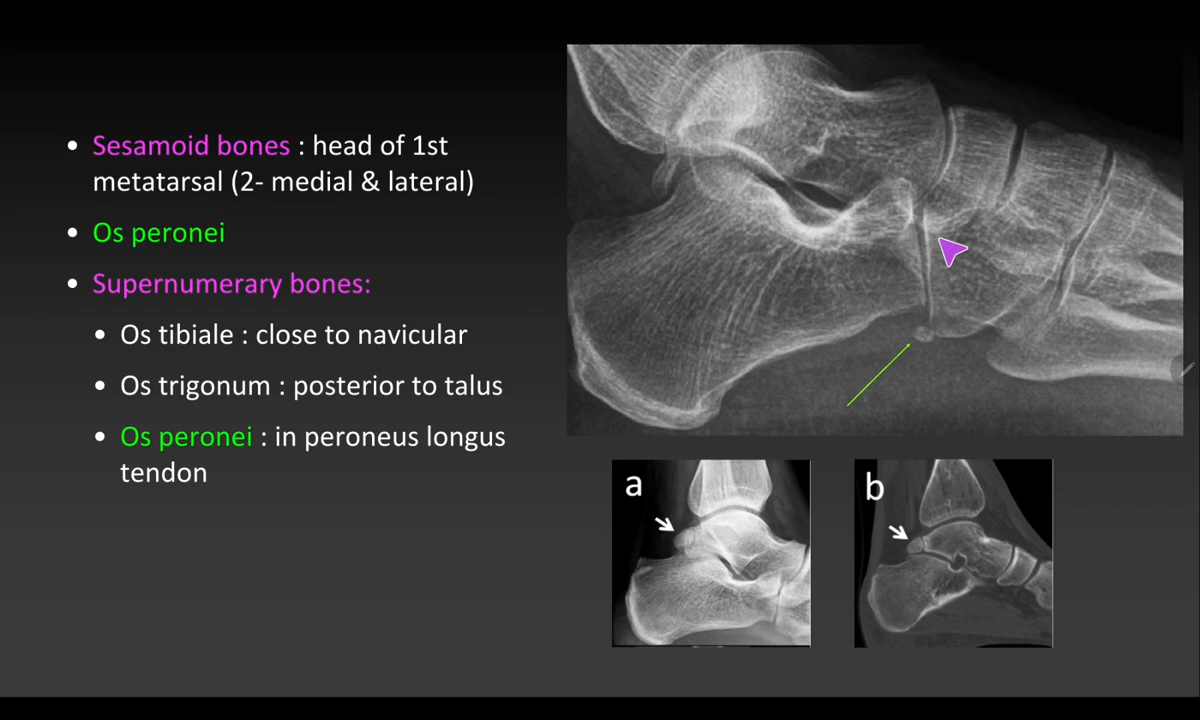 • Sesamoid bones : head of 1st
metatarsal (2- medial & lateral)
• Os peronei
• Supernumerary bones:
• Os tibiale : close to navicular
• Os trigonum : posterior to talus
• Os peronei : in peroneus longus
tendon
a
b